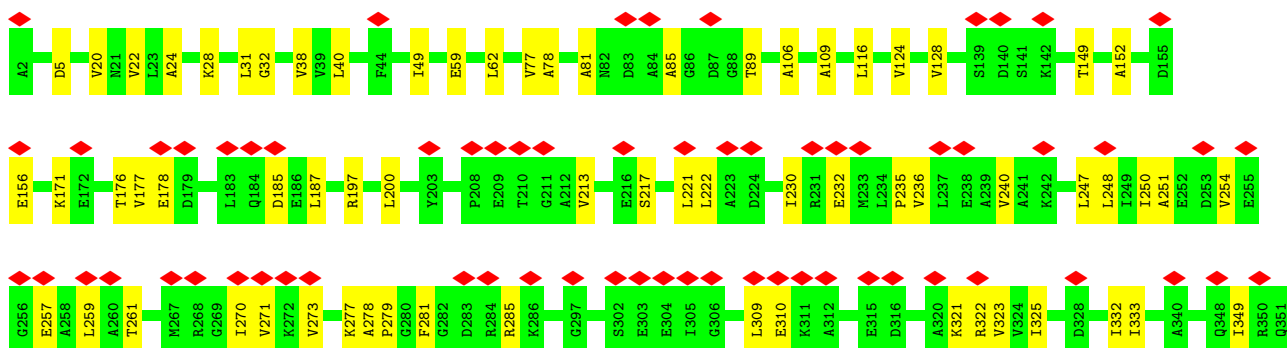 A2 D5 V20 N21 V22 L23 A24 K28 L31 G32 V38 V39 L40 F44 I49 E59 L62 V77 A78 A81 N82 D83 A84 A85 G86 D87 G88 T89 A106 A109 L116 V124 V128 S139 D140 S141 K142 T149 A152 D155
E156 K171 E172 T176 V177 E178 D179 L183 Q184 D185 E186 L187 R197 L200 Y203 P208 E209 T210 G211 A212 V213 E216 S217 L221 L222 A223 D224 I230 R231 E232 M233 L234 P235 V236 L237 E238 A239 V240 A241 K242 L247 L248 I249 I250 A251 E252 D253 V254 E255
G256 E257 A258 L259 A260 T261 M267 R268 G269 I270 V271 K272 V273 K277 A278 P279 G280 F281 G282 D283 R284 R285 K286 G297 S302 E303 E304 I305 G306 L309 E310 K311 A312 E315 D316 A320 K321 R322 V323 V324 I325 D328 I332 I333 A340 Q348 I349 R350 Q351